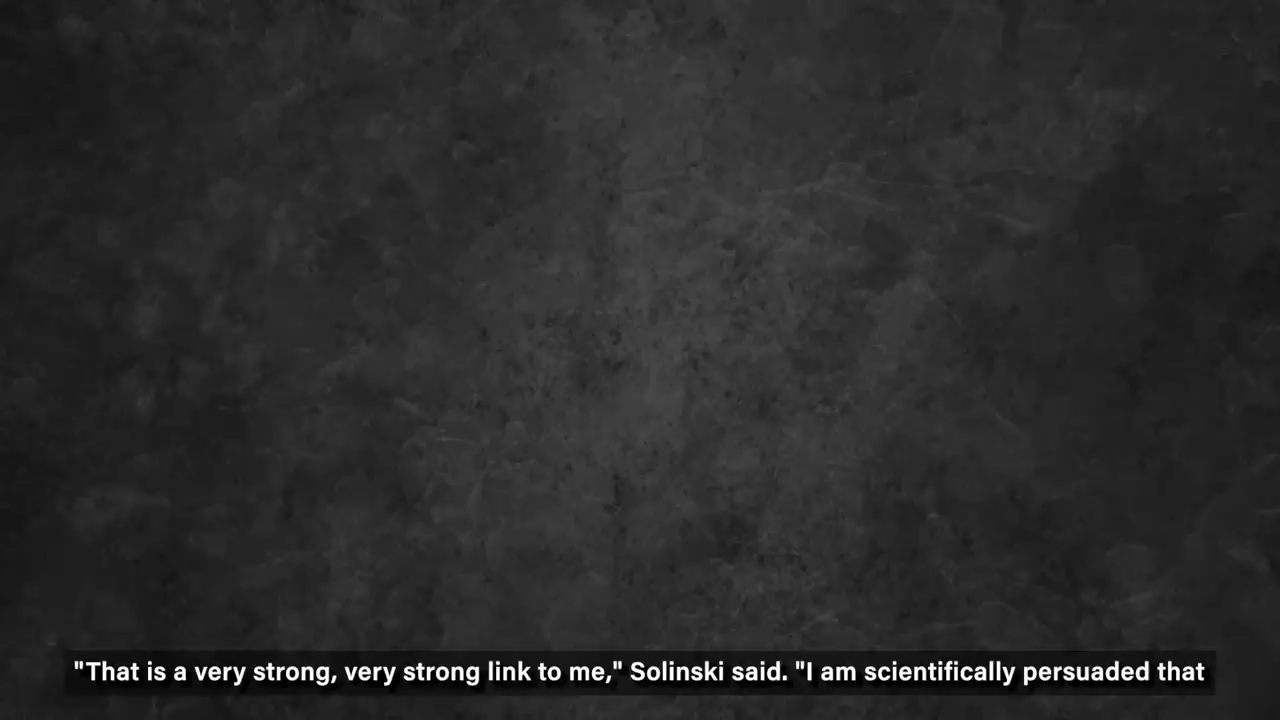 "That is a very strong, very strong link to me," Solinski said. "I am scientifically persuaded that